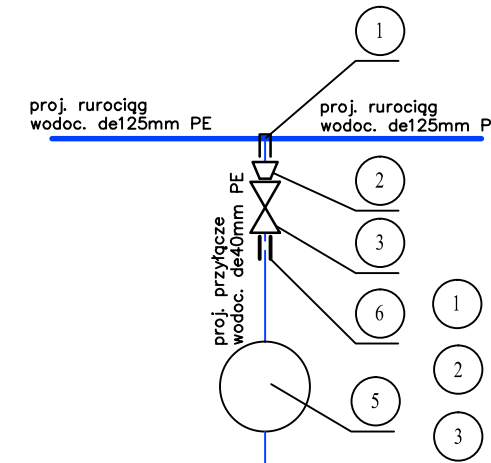 1
proj. rurociąg
wodoc. de125mm PE
proj. rurociąg
wodoc. de125mm P
2
3
proj. przyłącze
wodoc. de40mm PE
6
5
1
2
3